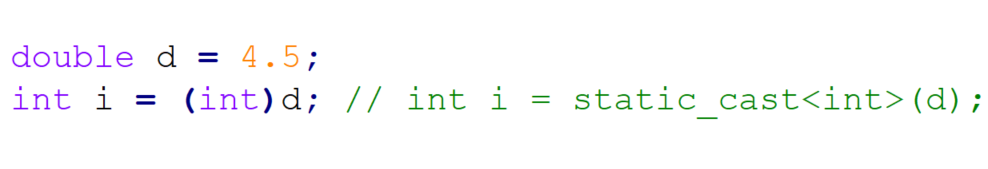 double d = 4.5;
int i = (int)d; // int i = static_cast<int>(d);